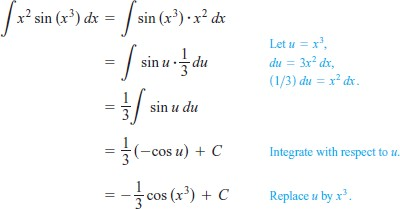 ∫ x² sin (x³) dx = ∫ sin (x³) · x² dx
Let u = x³,
= ∫ sin u · 1/3 du
du = 3x² dx,
(1/3) du = x² dx.
= 1/3 ∫ sin u du
= 1/3 (−cos u) + C Integrate with respect to u.
= −1/3 cos (x³) + C Replace u by x³.